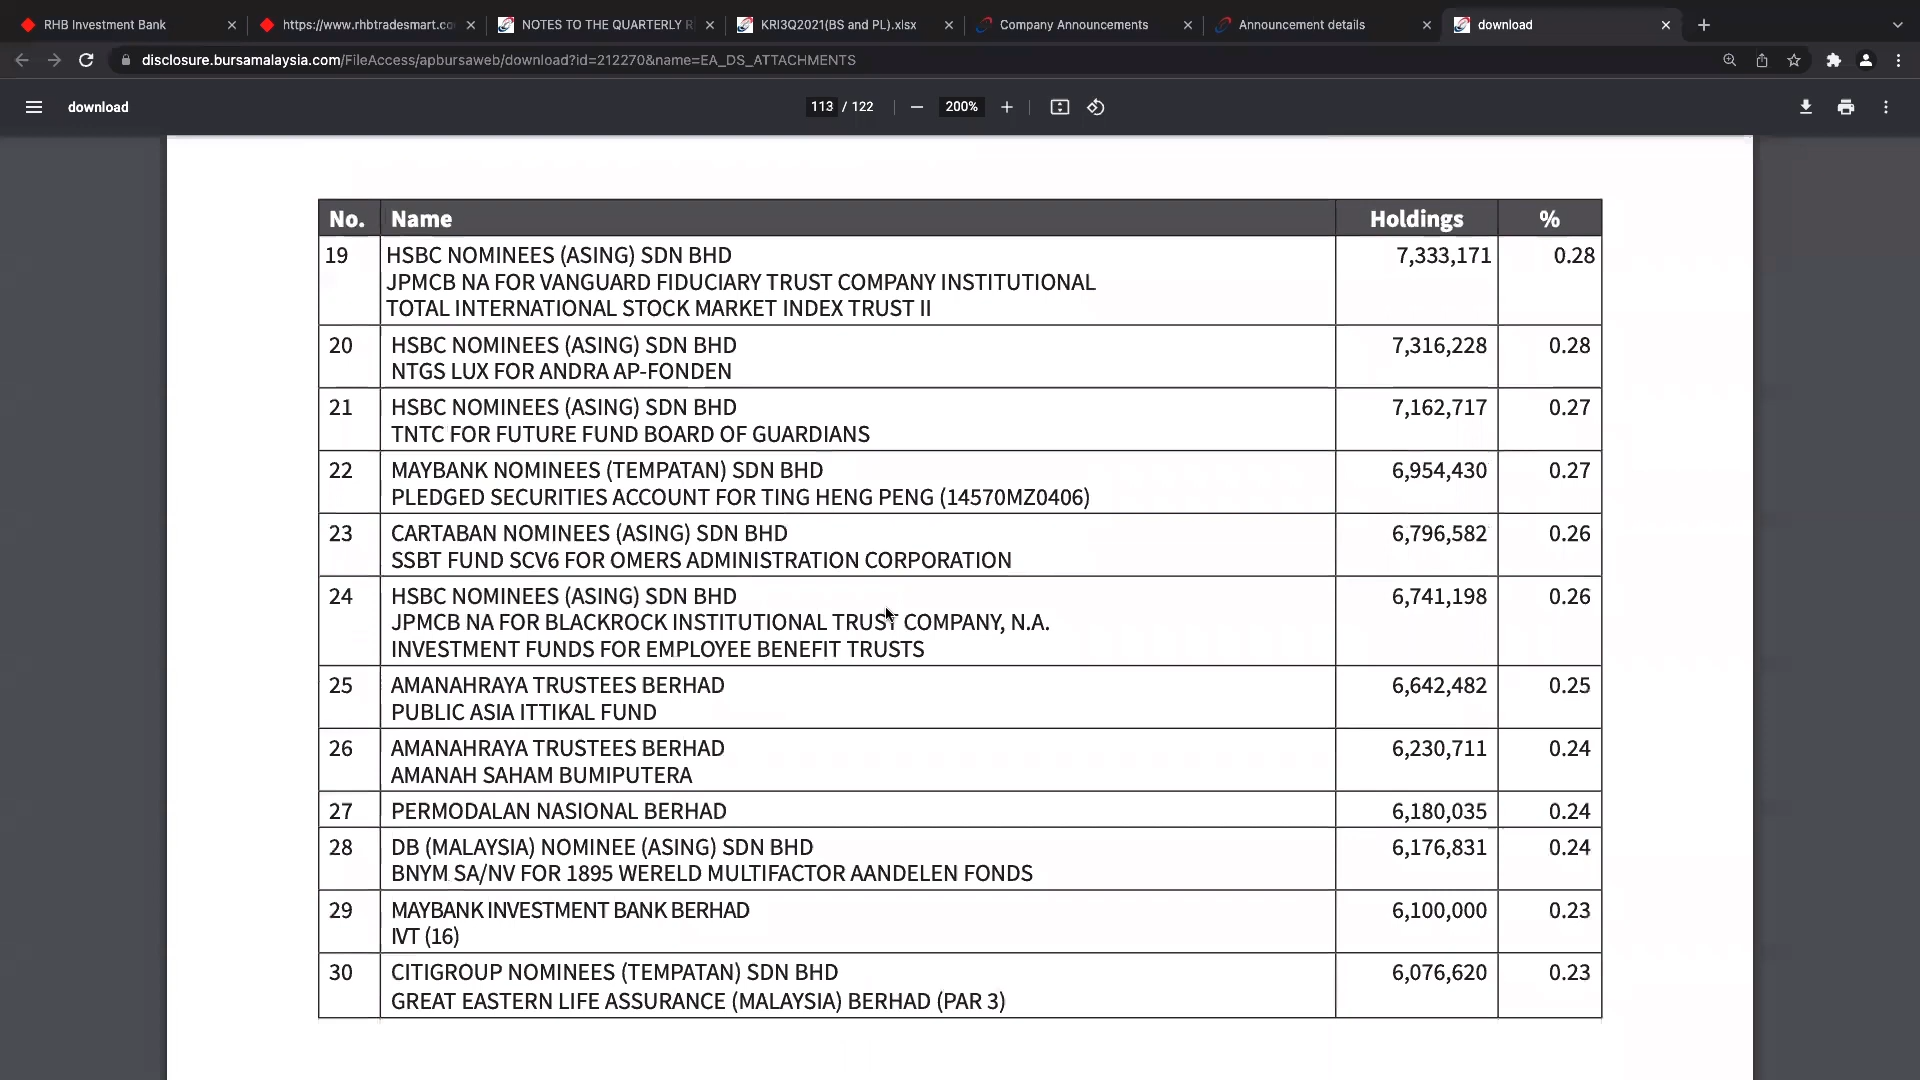 RHB Investment Bank
https://www.rhbtradesmart.co
NOTES TO THE QUARTERLY R
KRI3Q2021(BS and PL).xlsx
Company Announcements
Announcement details
download
disclosure.bursamalaysia.com/FileAccess/apbursaweb/download?id=212270&name=EA_DS_ATTACHMENTS
download
113 / 122
200%
No. Name Holdings %
19 HSBC NOMINEES (ASING) SDN BHD 7,333,171 0.28
JPMCB NA FOR VANGUARD FIDUCIARY TRUST COMPANY INSTITUTIONAL
TOTAL INTERNATIONAL STOCK MARKET INDEX TRUST II
20 HSBC NOMINEES (ASING) SDN BHD 7,316,228 0.28
NTGS LUX FOR ANDRA AP-FONDEN
21 HSBC NOMINEES (ASING) SDN BHD 7,162,717 0.27
TNTC FOR FUTURE FUND BOARD OF GUARDIANS
22 MAYBANK NOMINEES (TEMPATAN) SDN BHD 6,954,430 0.27
PLEDGED SECURITIES ACCOUNT FOR TING HENG PENG (14570MZ0406)
23 CARTABAN NOMINEES (ASING) SDN BHD 6,796,582 0.26
SSBT FUND SCV6 FOR OMERS ADMINISTRATION CORPORATION
24 HSBC NOMINEES (ASING) SDN BHD 6,741,198 0.26
JPMCB NA FOR BLACKROCK INSTITUTIONAL TRUST COMPANY, N.A.
INVESTMENT FUNDS FOR EMPLOYEE BENEFIT TRUSTS
25 AMANAHRAYA TRUSTEES BERHAD 6,642,482 0.25
PUBLIC ASIA ITTIKAL FUND
26 AMANAHRAYA TRUSTEES BERHAD 6,230,711 0.24
AMANAH SAHAM BUMIPUTERA
27 PERMODALAN NASIONAL BERHAD 6,180,035 0.24
28 DB (MALAYSIA) NOMINEE (ASING) SDN BHD 6,176,831 0.24
BNYM SA/NV FOR 1895 WERELD MULTIFACTOR AANDELEN FONDS
29 MAYBANK INVESTMENT BANK BERHAD 6,100,000 0.23
IVT (16)
30 CITIGROUP NOMINEES (TEMPATAN) SDN BHD 6,076,620 0.23
GREAT EASTERN LIFE ASSURANCE (MALAYSIA) BERHAD (PAR 3)